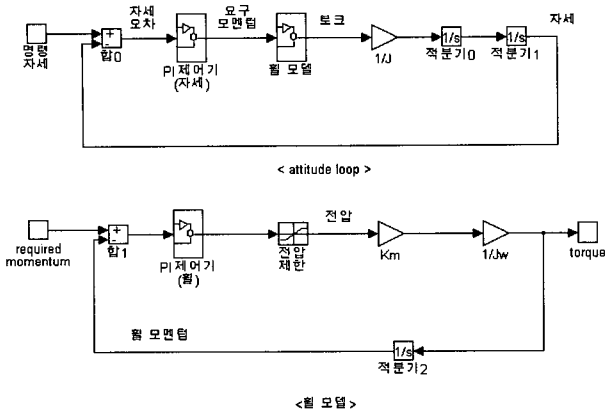 자세
오차
요구
모멘텀
토크
자세
명령
자세
+
-
합0
PI 제어기
(자세)
휠 모델
1/J
1/s
적분기0
1/s
적분기1
< attitude loop >
required
momentum
+
-
합1
PI 제어기
(휠)
전압
제한
전압
Km
1/Jw
torque
휠 모멘텀
1/s
적분기2
<휠 모델>